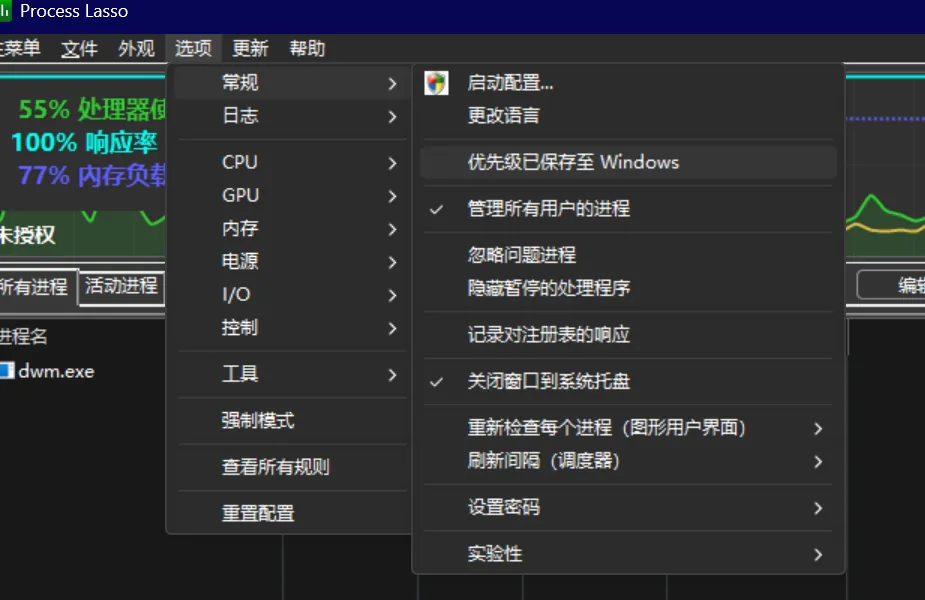 Process Lasso
主菜单 文件 外观 选项 更新 帮助
55% 处理器使
100% 响应率
77% 内存负载
未授权
所有进程 活动进程
进程名
dwm.exe
常规
日志
CPU
GPU
内存
电源
I/O
控制
工具
强制模式
查看所有规则
重置配置
启动配置...
更改语言
优先级已保存至 Windows
管理所有用户的进程
忽略问题进程
隐藏暂停的处理程序
记录对注册表的响应
关闭窗口到系统托盘
重新检查每个进程（图形用户界面）
刷新间隔（调度器）
设置密码
实验性
编辑